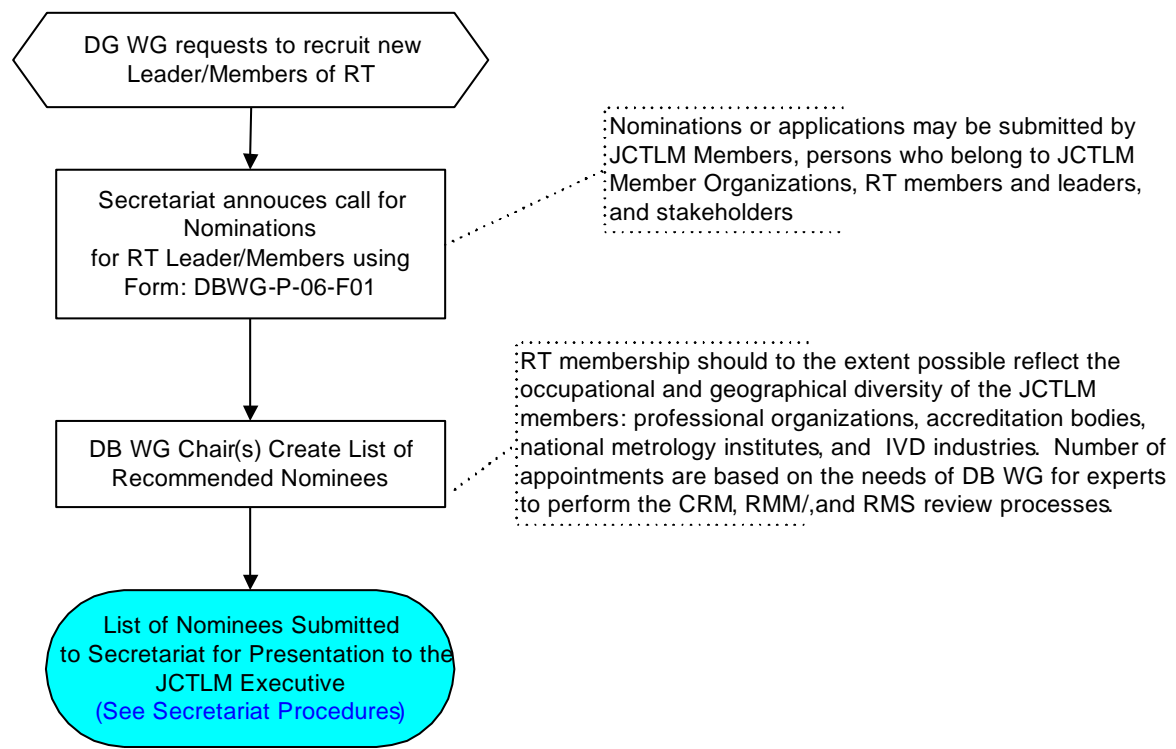 DG WG requests to recruit new
Leader/Members of RT
Nominations or applications may be submitted by
JCTLM Members, persons who belong to JCTLM
Member Organizations, RT members and leaders,
and stakeholders
Secretariat annouces call for
Nominations
for RT Leader/Members using
Form: DBWG-P-06-F01
RT membership should to the extent possible reflect the
occupational and geographical diversity of the JCTLM
members: professional organizations, accreditation bodies,
national metrology institutes, and IVD industries. Number of
appointments are based on the needs of DB WG for experts
to perform the CRM, RMM/,and RMS review processes.
DB WG Chair(s) Create List of
Recommended Nominees
List of Nominees Submitted
to Secretariat for Presentation to the
JCTLM Executive
(See Secretariat Procedures)